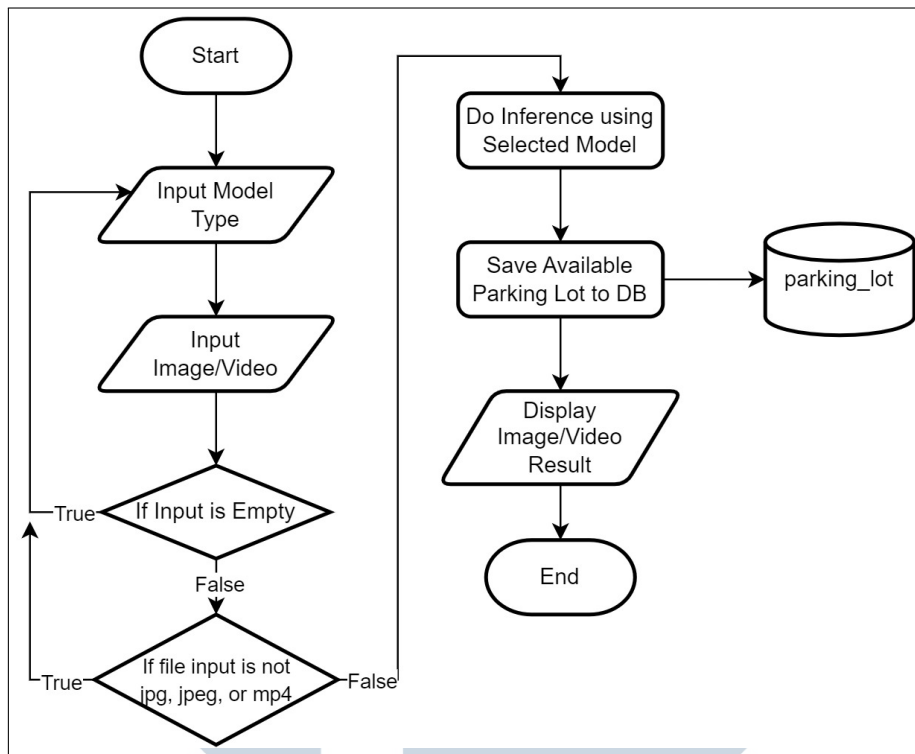 Start
Input Model
Type
Input
Image/Video
If Input is Empty
True
False
If file input is not
jpg, jpeg, or mp4
True
False
Do Inference using
Selected Model
Save Available
Parking Lot to DB
parking_lot
Display
Image/Video
Result
End